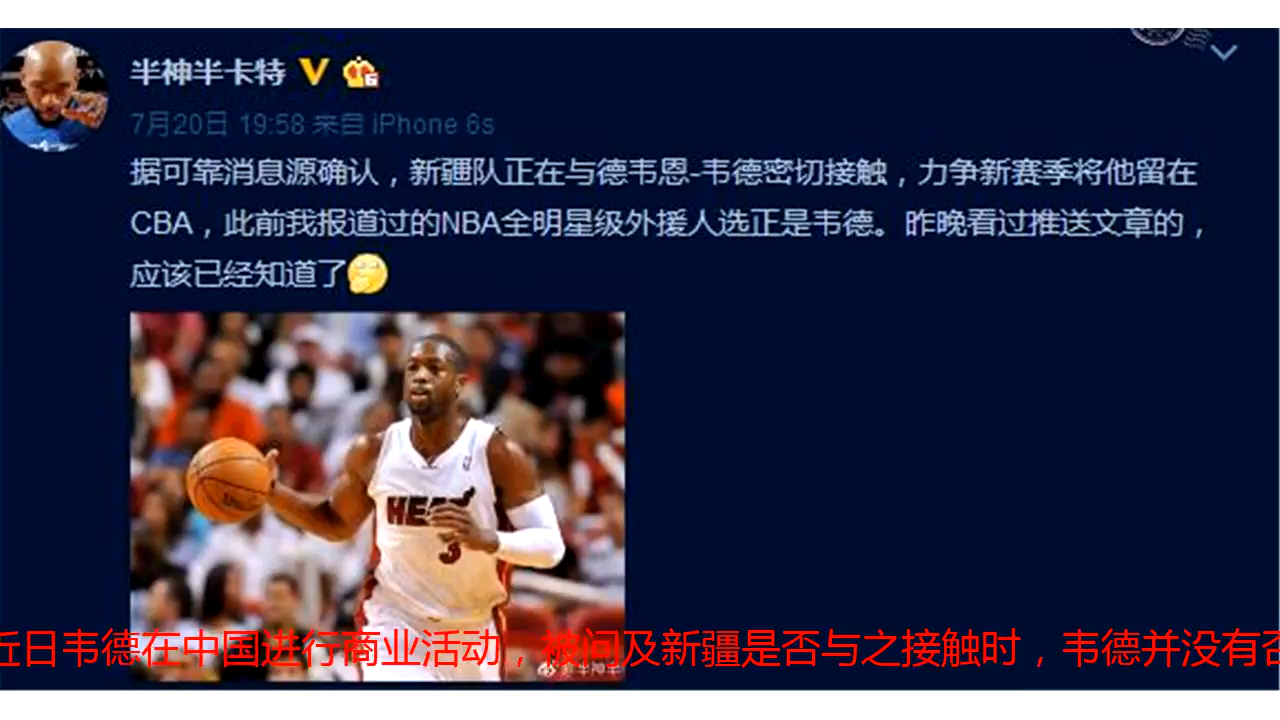 半神半卡特
7月20日 19:58 来自 iPhone 6s
据可靠消息源确认，新疆队正在与德韦恩-韦德密切接触，力争新赛季将他留在
CBA，此前我报道过的NBA全明星级外援人选正是韦德。昨晚看过推送文章的，
应该已经知道了
HEAT
3
近日韦德在中国进行商业活动，被问及新疆是否与之接触时，韦德并没有否